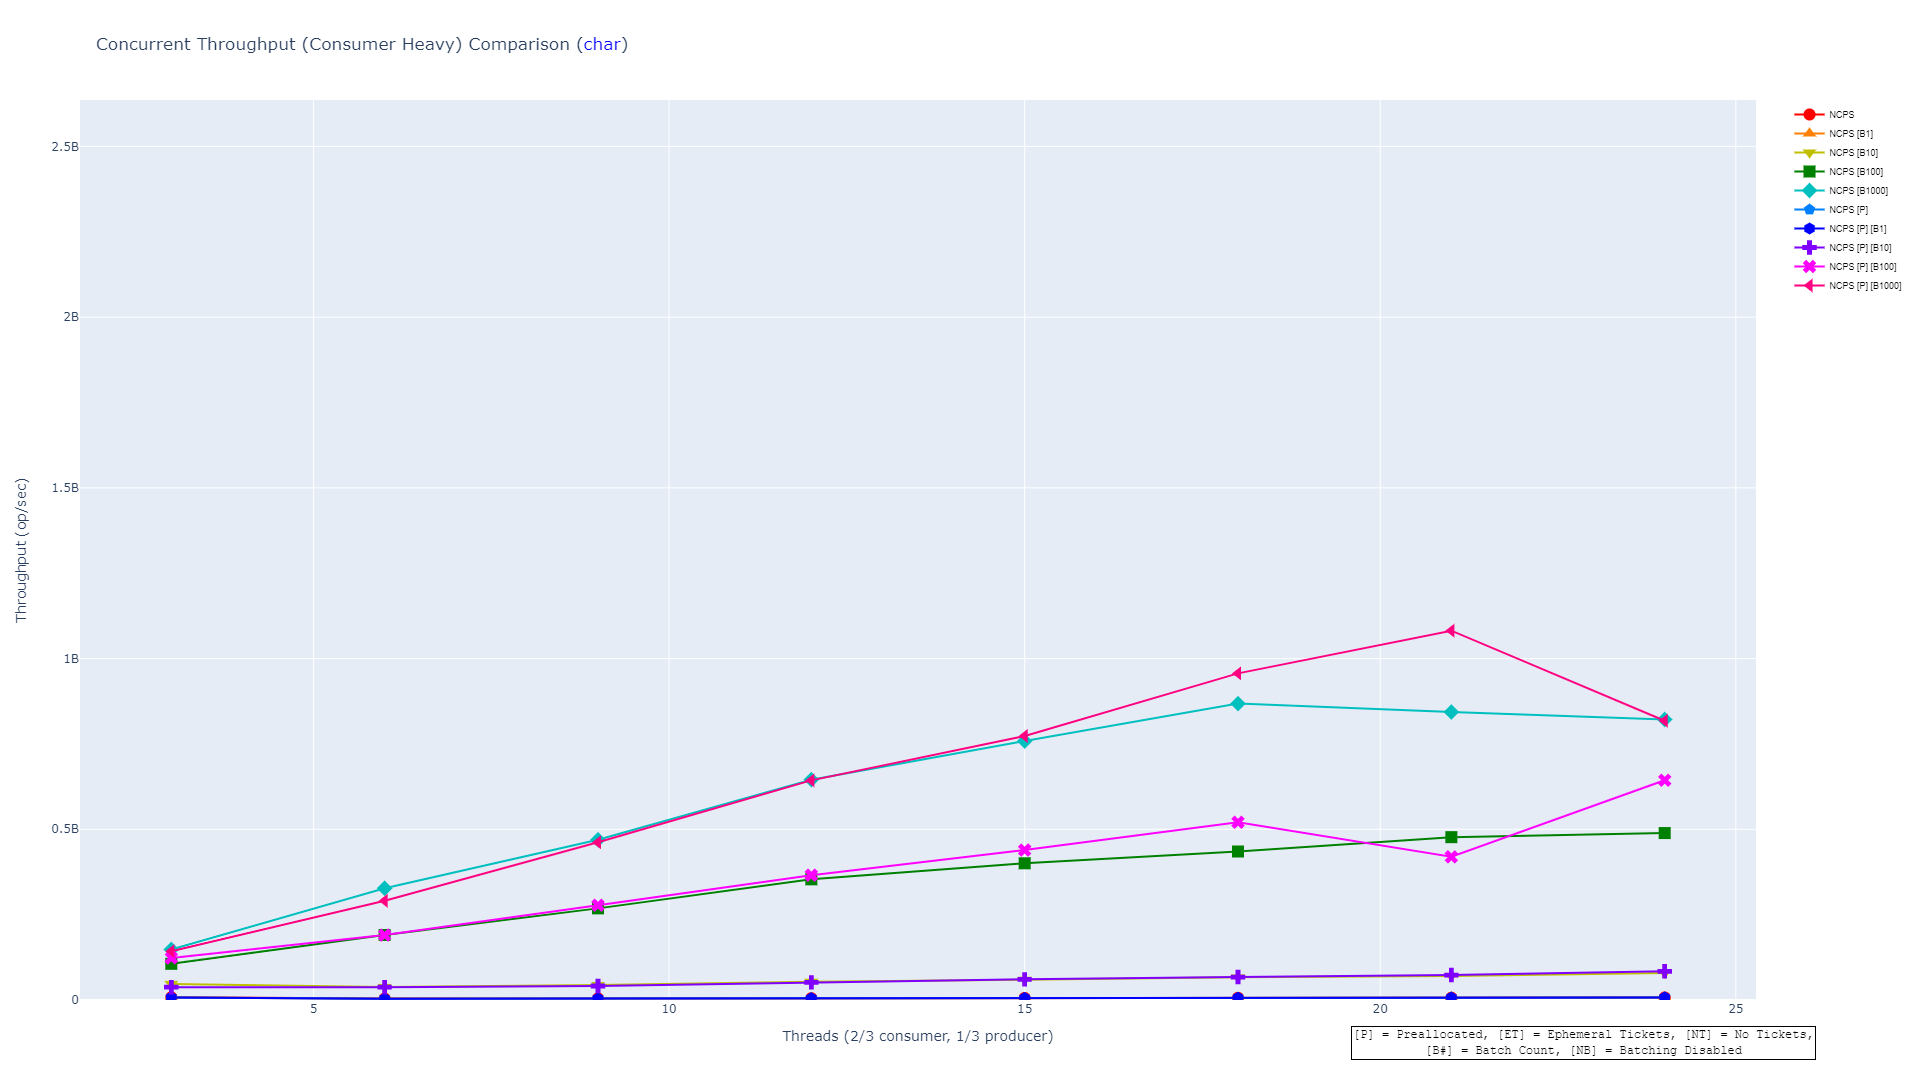 Concurrent Throughput (Consumer Heavy) Comparison (char)
2.5B
2B
1.5B
1B
0.5B
0
Throughput (op/sec)
5
10
15
20
25
Threads (2/3 consumer, 1/3 producer)
NCPS
NCPS [B1]
NCPS [B10]
NCPS [B100]
NCPS [B1000]
NCPS [P]
NCPS [P] [B1]
NCPS [P] [B10]
NCPS [P] [B100]
NCPS [P] [B1000]
[P] = Preallocated, [ET] = Ephemeral Tickets, [NT] = No Tickets,
[B#] = Batch Count, [NB] = Batching Disabled